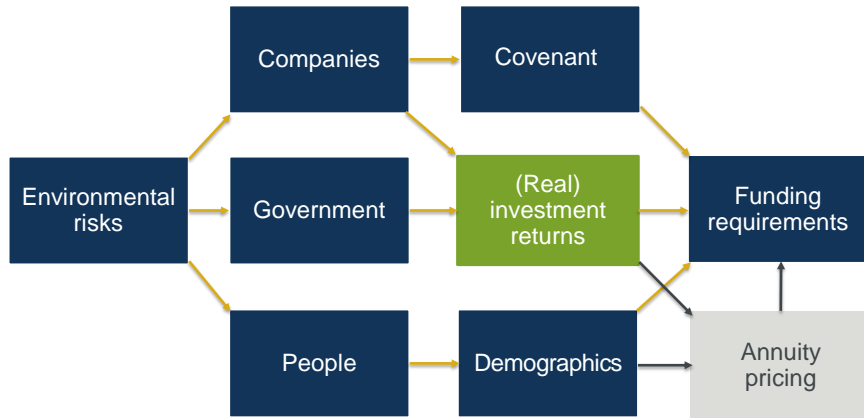 Companies
Covenant
Environmental
risks
Government
(Real)
investment
returns
Funding
requirements
People
Demographics
Annuity
pricing